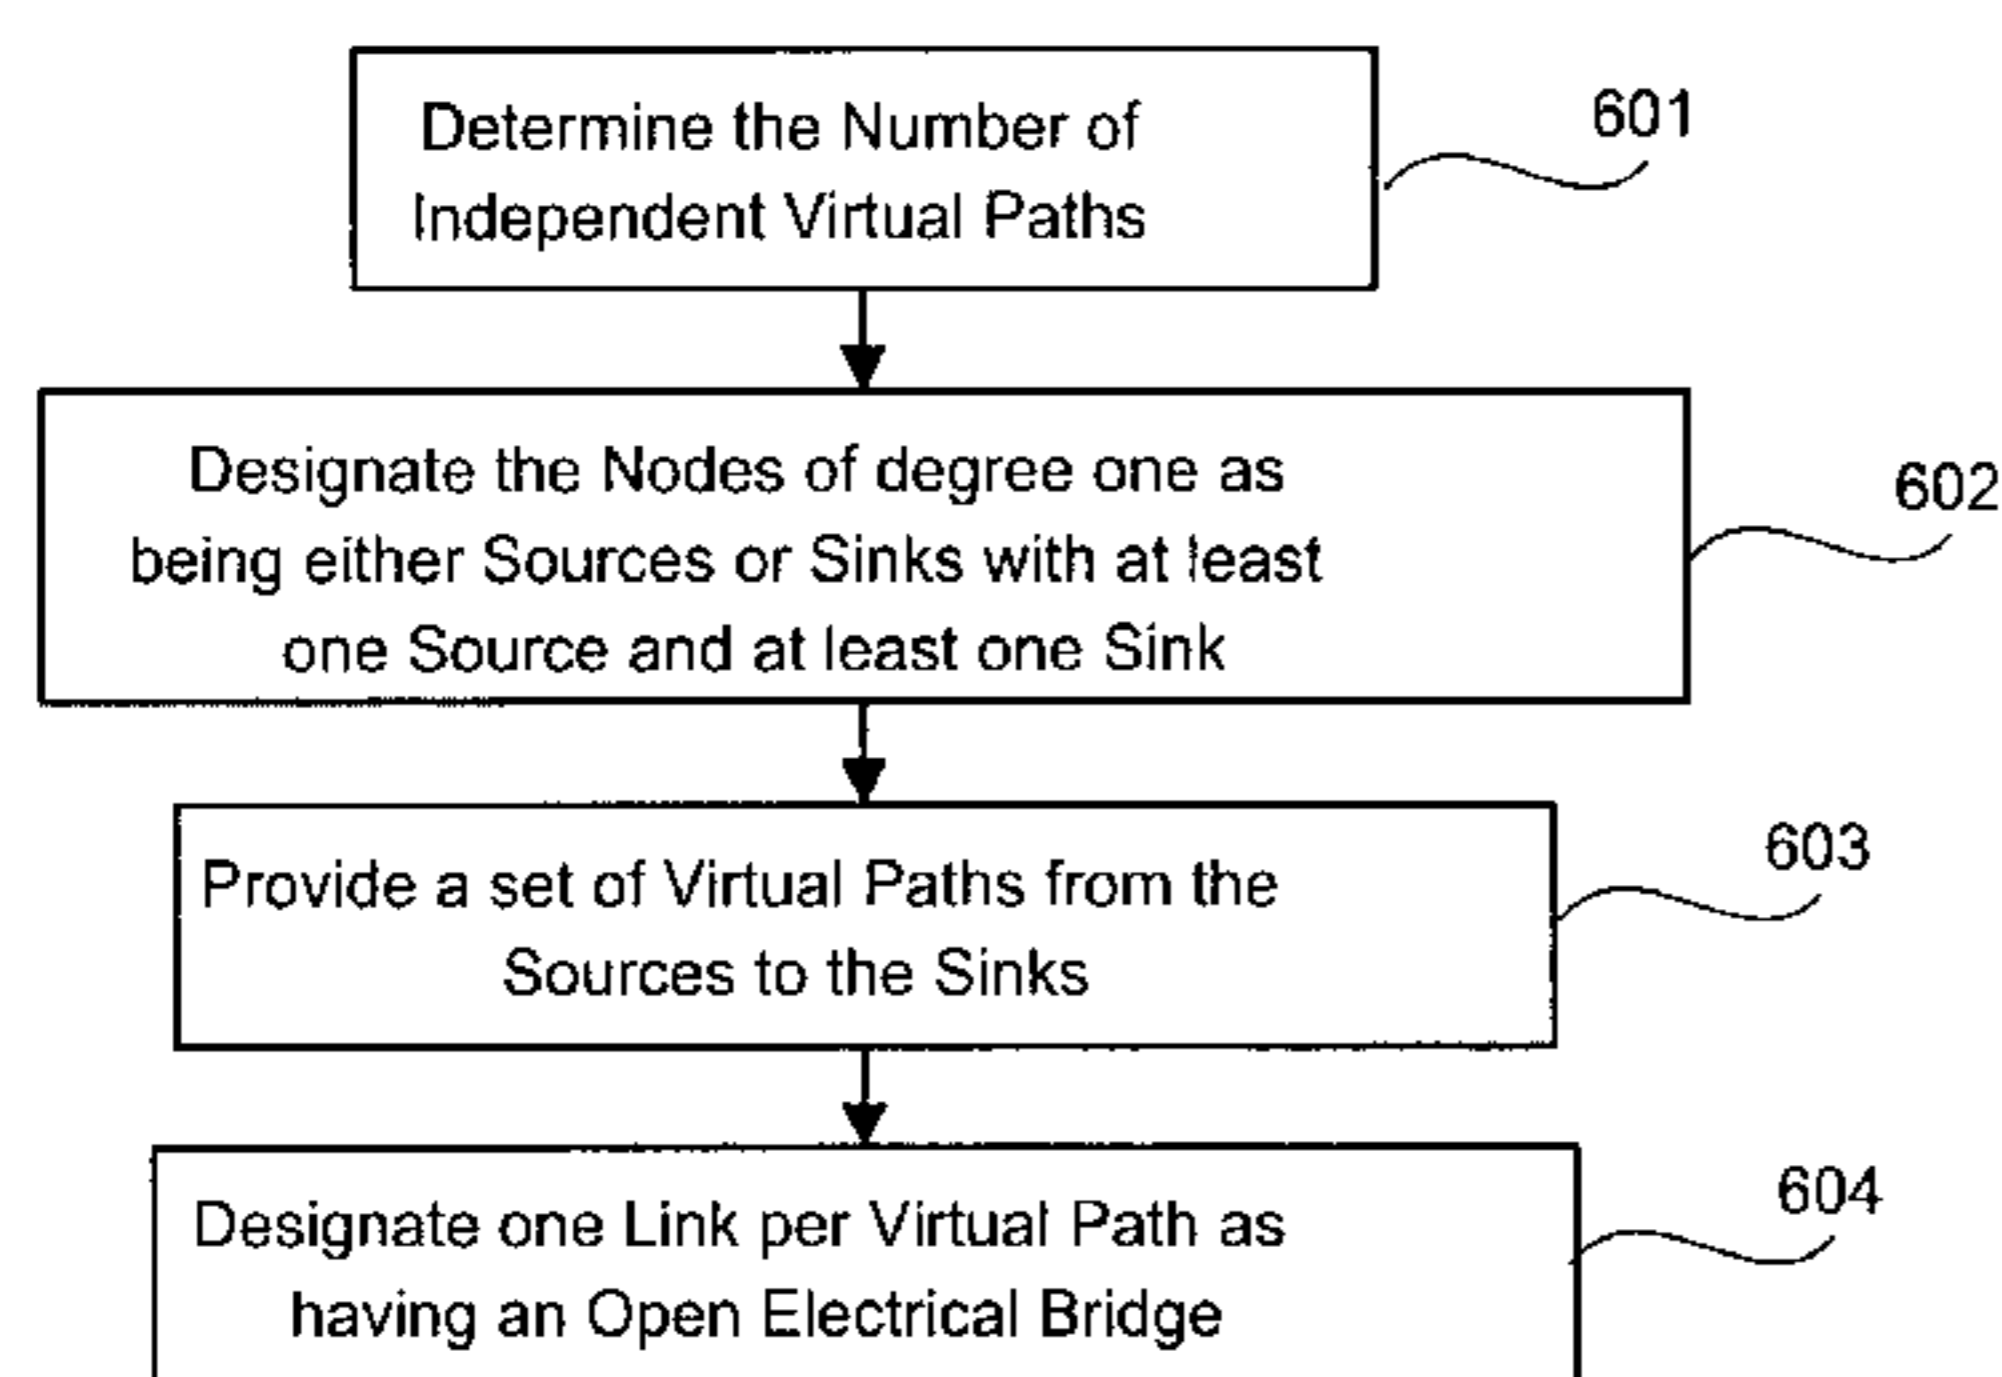 Determine the Number of
Independent Virtual Paths
601
Designate the Nodes of degree one as
being either Sources or Sinks with at least
one Source and at least one Sink
602
Provide a set of Virtual Paths from the
Sources to the Sinks
603
Designate one Link per Virtual Path as
having an Open Electrical Bridge
604